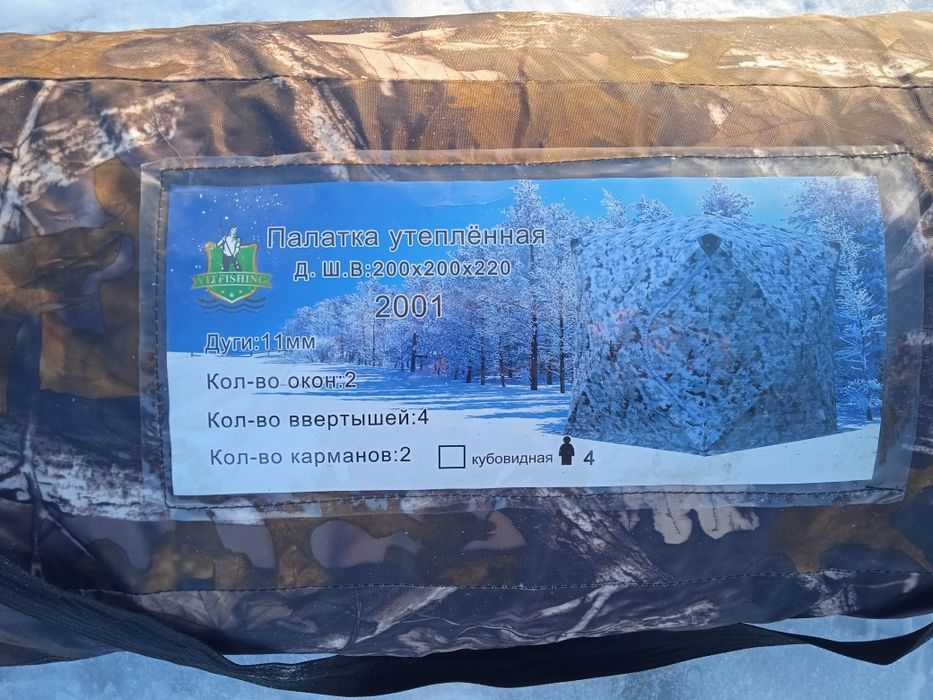 Палатка утеплённая
Д. Ш.В:200х200х220
2001
VITFISHING
Дуги:11мм
Кол-во окон:2
Кол-во ввертышей:4
Кол-во карманов:2
кубовидная 4